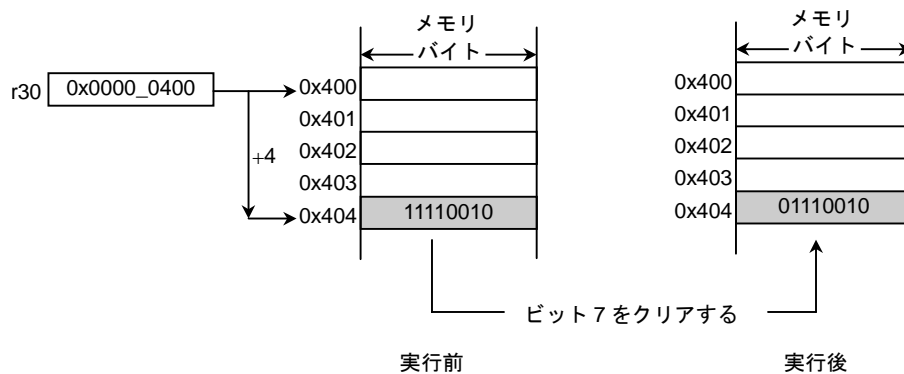 メモリ
バイト
r30 0x0000_0400
0x400
0x401
0x402
+4
0x403
0x404 11110010
メモリ
バイト
0x400
0x401
0x402
0x403
0x404 01110010
ビット 7 をクリアする
実行前
実行後